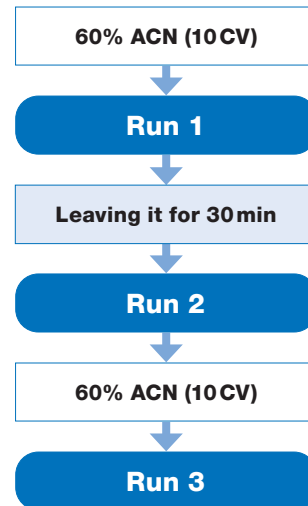 60% ACN (10 CV)
Run 1
Leaving it for 30 min
Run 2
60% ACN (10 CV)
Run 3